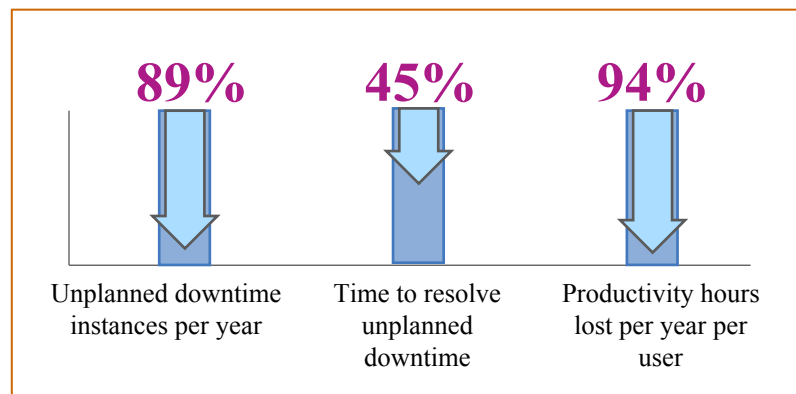 89%
45%
94%
Unplanned downtime
instances per year
Time to resolve
unplanned
downtime
Productivity hours
lost per year per
user